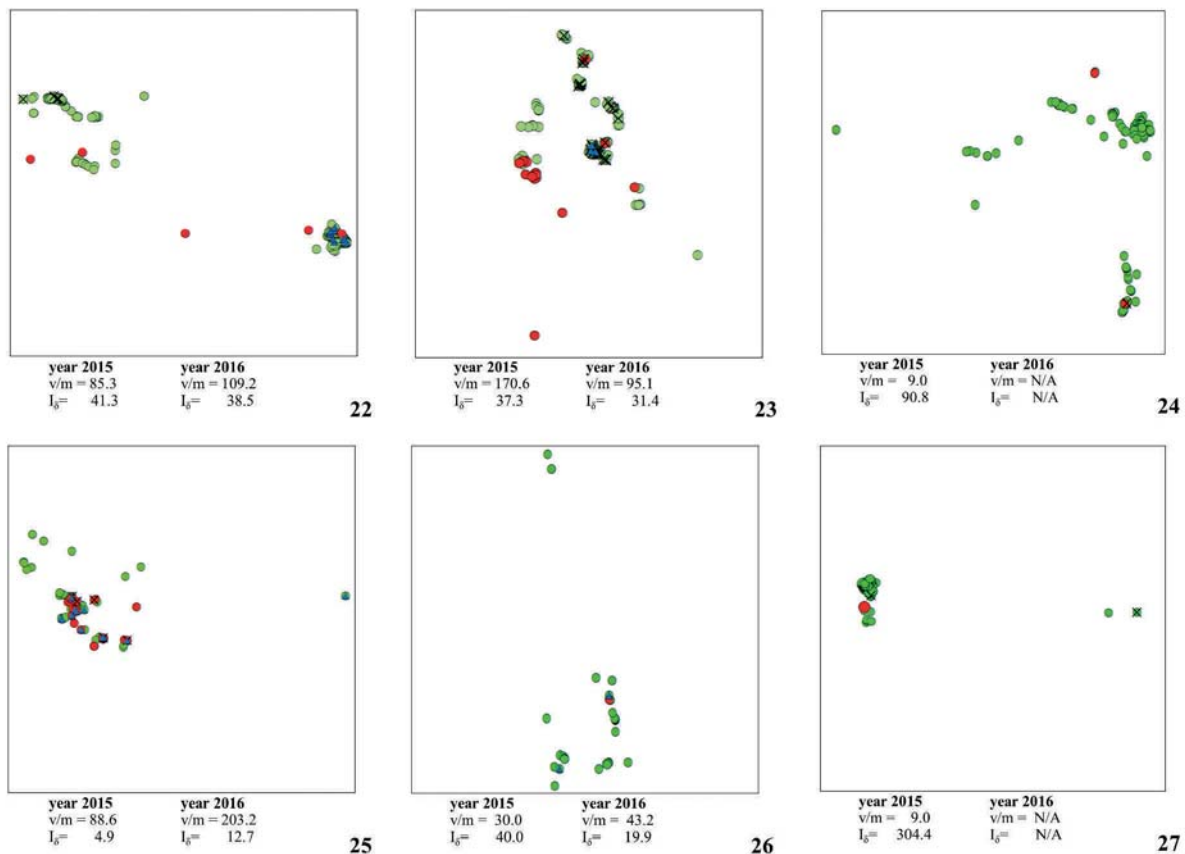 year 2015 year 2016
v/m = 85.3 v/m = 109.2
Iδ= 41.3 Iδ= 38.5
22
year 2015 year 2016
v/m = 170.6 v/m = 95.1
Iδ= 37.3 Iδ= 31.4
23
year 2015 year 2016
v/m = 9.0 v/m = N/A
Iδ= 90.8 Iδ= N/A
24
year 2015 year 2016
v/m = 88.6 v/m = 203.2
Iδ= 4.9 Iδ= 12.7
25
year 2015 year 2016
v/m = 30.0 v/m = 43.2
Iδ= 40.0 Iδ= 19.9
26
year 2015 year 2016
v/m = 9.0 v/m = N/A
Iδ= 304.4 Iδ= N/A
27